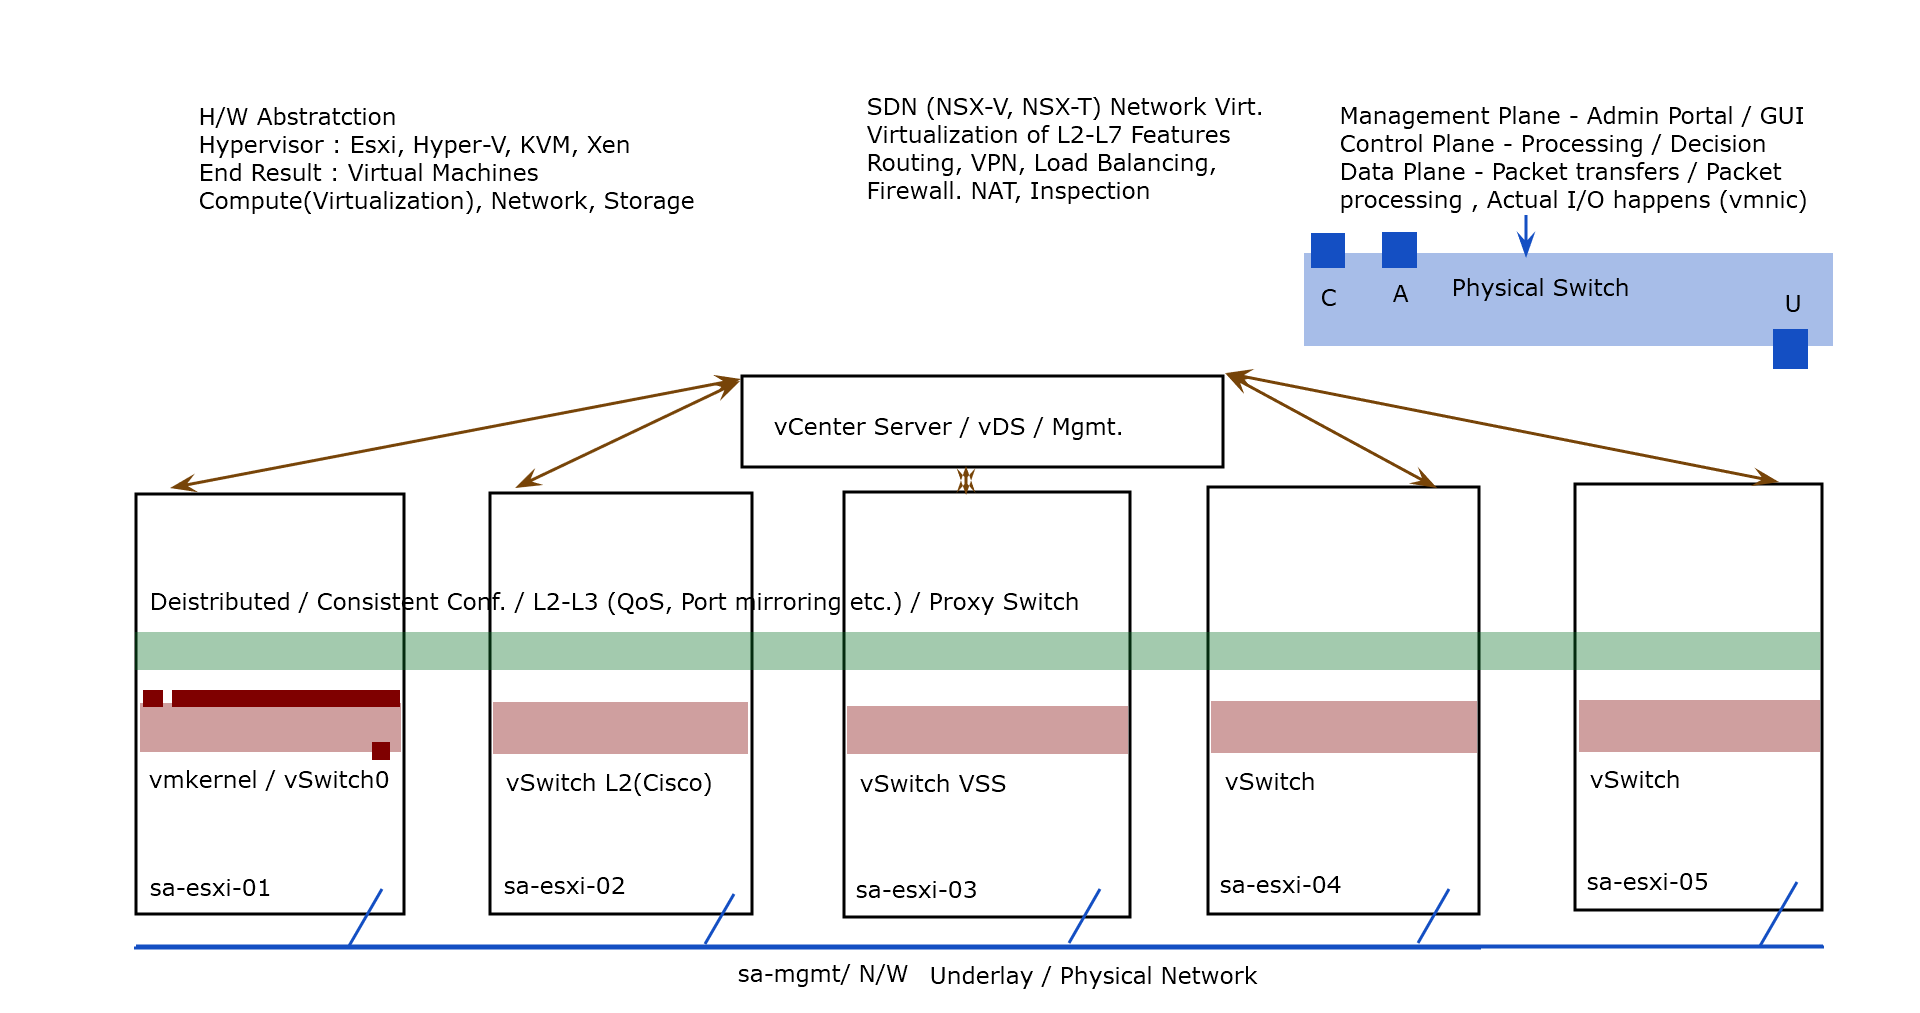 H/W Abstratction
Hypervisor : Esxi, Hyper-V, KVM, Xen
End Result : Virtual Machines
Compute(Virtualization), Network, Storage
SDN (NSX-V, NSX-T) Network Virt.
Virtualization of L2-L7 Features
Routing, VPN, Load Balancing,
Firewall. NAT, Inspection
Management Plane - Admin Portal / GUI
Control Plane - Processing / Decision
Data Plane - Packet transfers / Packet
processing , Actual I/O happens (vmnic)
C
A
Physical Switch
U
vCenter Server / vDS / Mgmt.
Deistributed / Consistent Conf. / L2-L3 (QoS, Port mirroring etc.) / Proxy Switch
vmkernel / vSwitch0
vSwitch L2(Cisco)
vSwitch VSS
vSwitch
vSwitch
sa-esxi-01
sa-esxi-02
sa-esxi-03
sa-esxi-04
sa-esxi-05
sa-mgmt/ N/W
Underlay / Physical Network